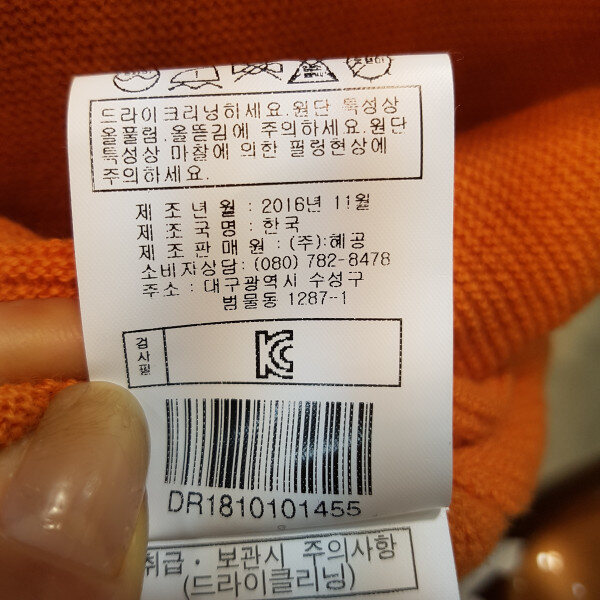 드라이크리닝하세요.원단 특성상
올풀럼.올뜯김에 주의하세요.원단
특성상 마찰에 의한 필링현상에
주의하세요.
제 조 년 월 : 2016년 11월
제 조 국 명 : 한국
제 조 판 매 원 : (주)혜공
소비자상담: (080) 782-8478
주소 : 대구광역시 수성구
범물동 1287-1
검사필
KC
DR1810101455
취급·보관시 주의사항
(드라이클리닝)